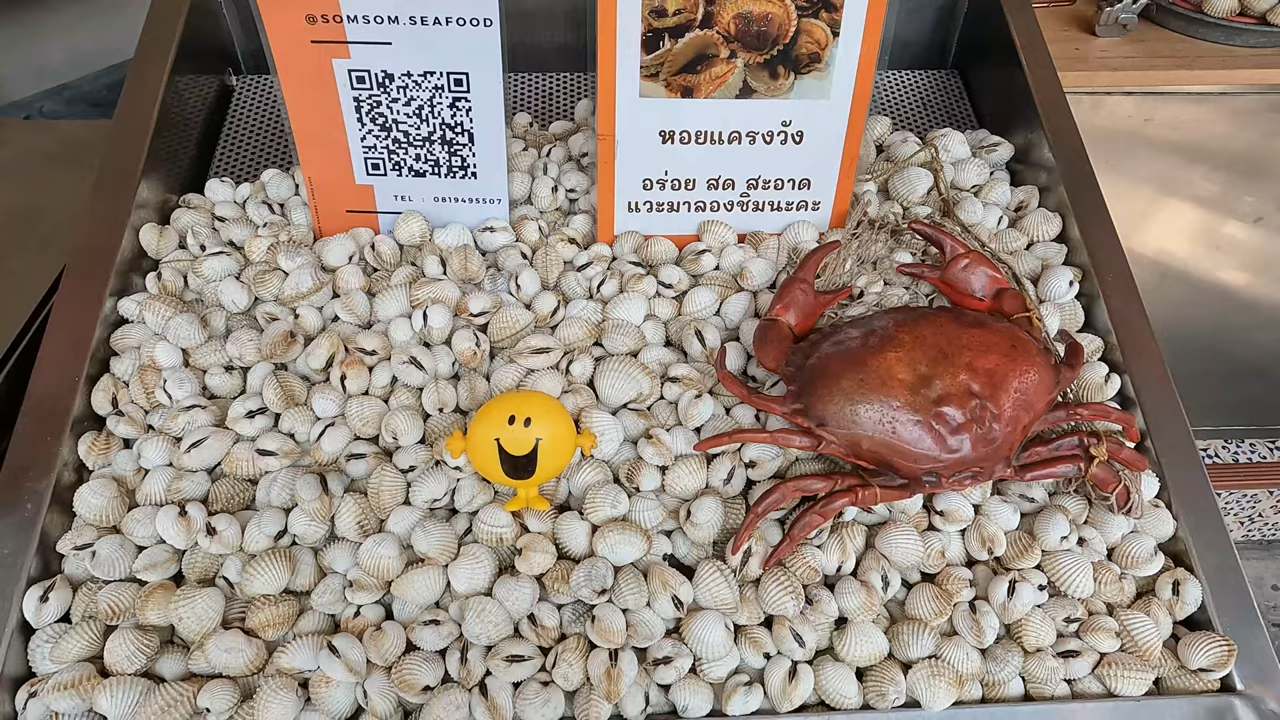 @SOMSOM.SEAFOOD
TEL : 0819495507
หอยแครงวัง
อร่อย สด สะอาด
แวะมาลองชิมนะคะ